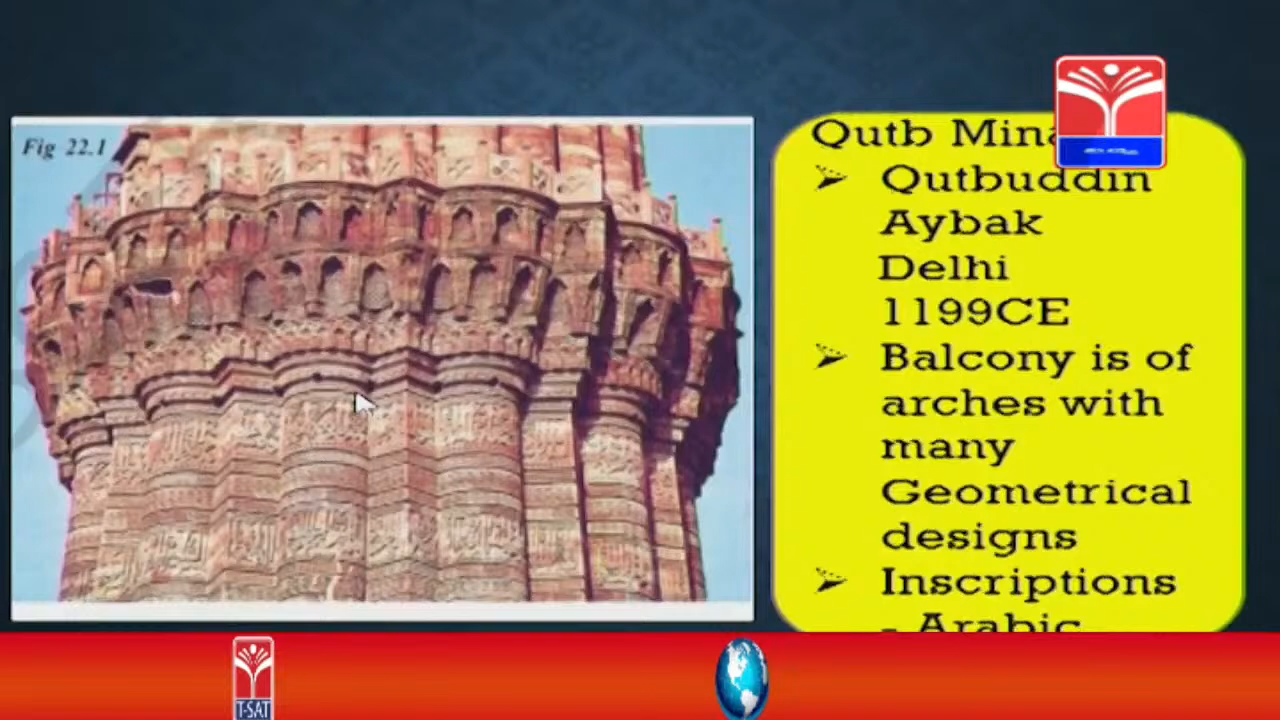 Fig 22.1
Qutb Mina
Qutbuddin
Aybak
Delhi
1199CE
Balcony is of
arches with
many
Geometrical
designs
Inscriptions
- Arabic
T-SAT